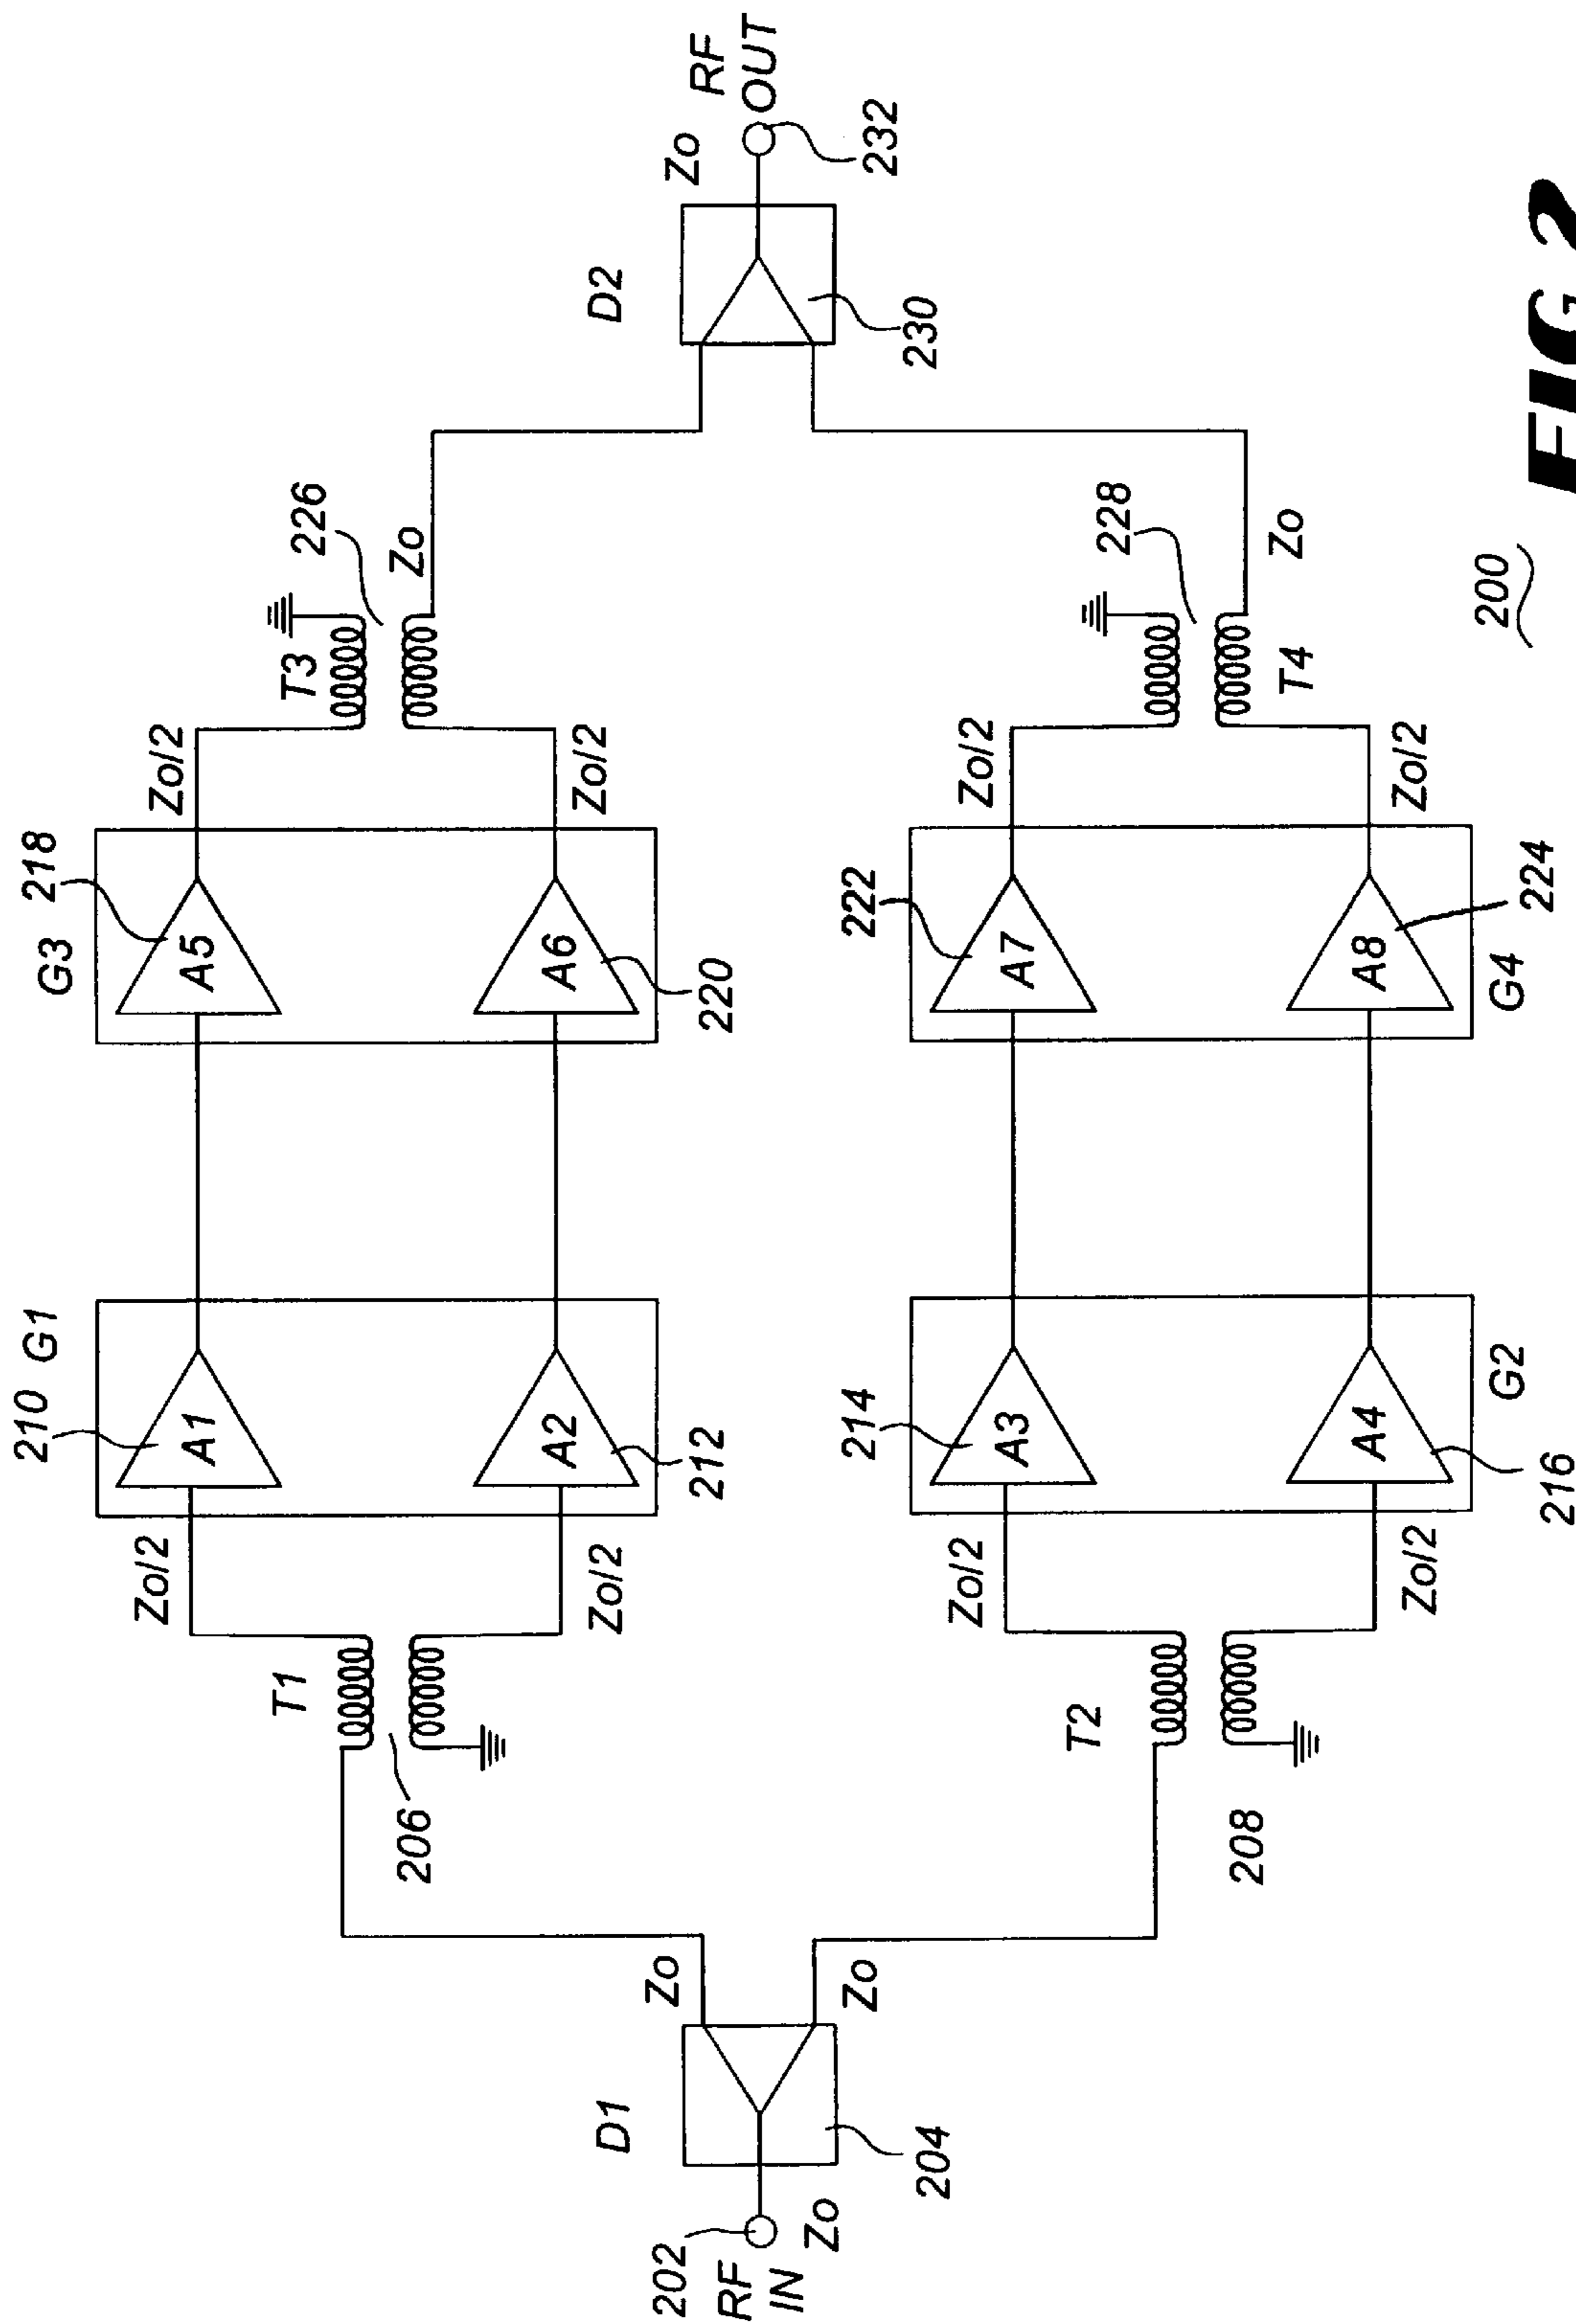 G1
G3
210
218
A1
A5
Zo/2
Zo/2
T1
T3
206
226
Zo
A2
A6
Zo/2
Zo/2
212
220
D1
D2
Zo
Zo
202
RF
IN
Zo
204
Zo
230
RF
OUT
232
214
222
A3
A7
Zo/2
Zo/2
T2
228
208
T4
Zo
A4
A8
Zo/2
Zo/2
216
G2
G4
224
200
FIG 2